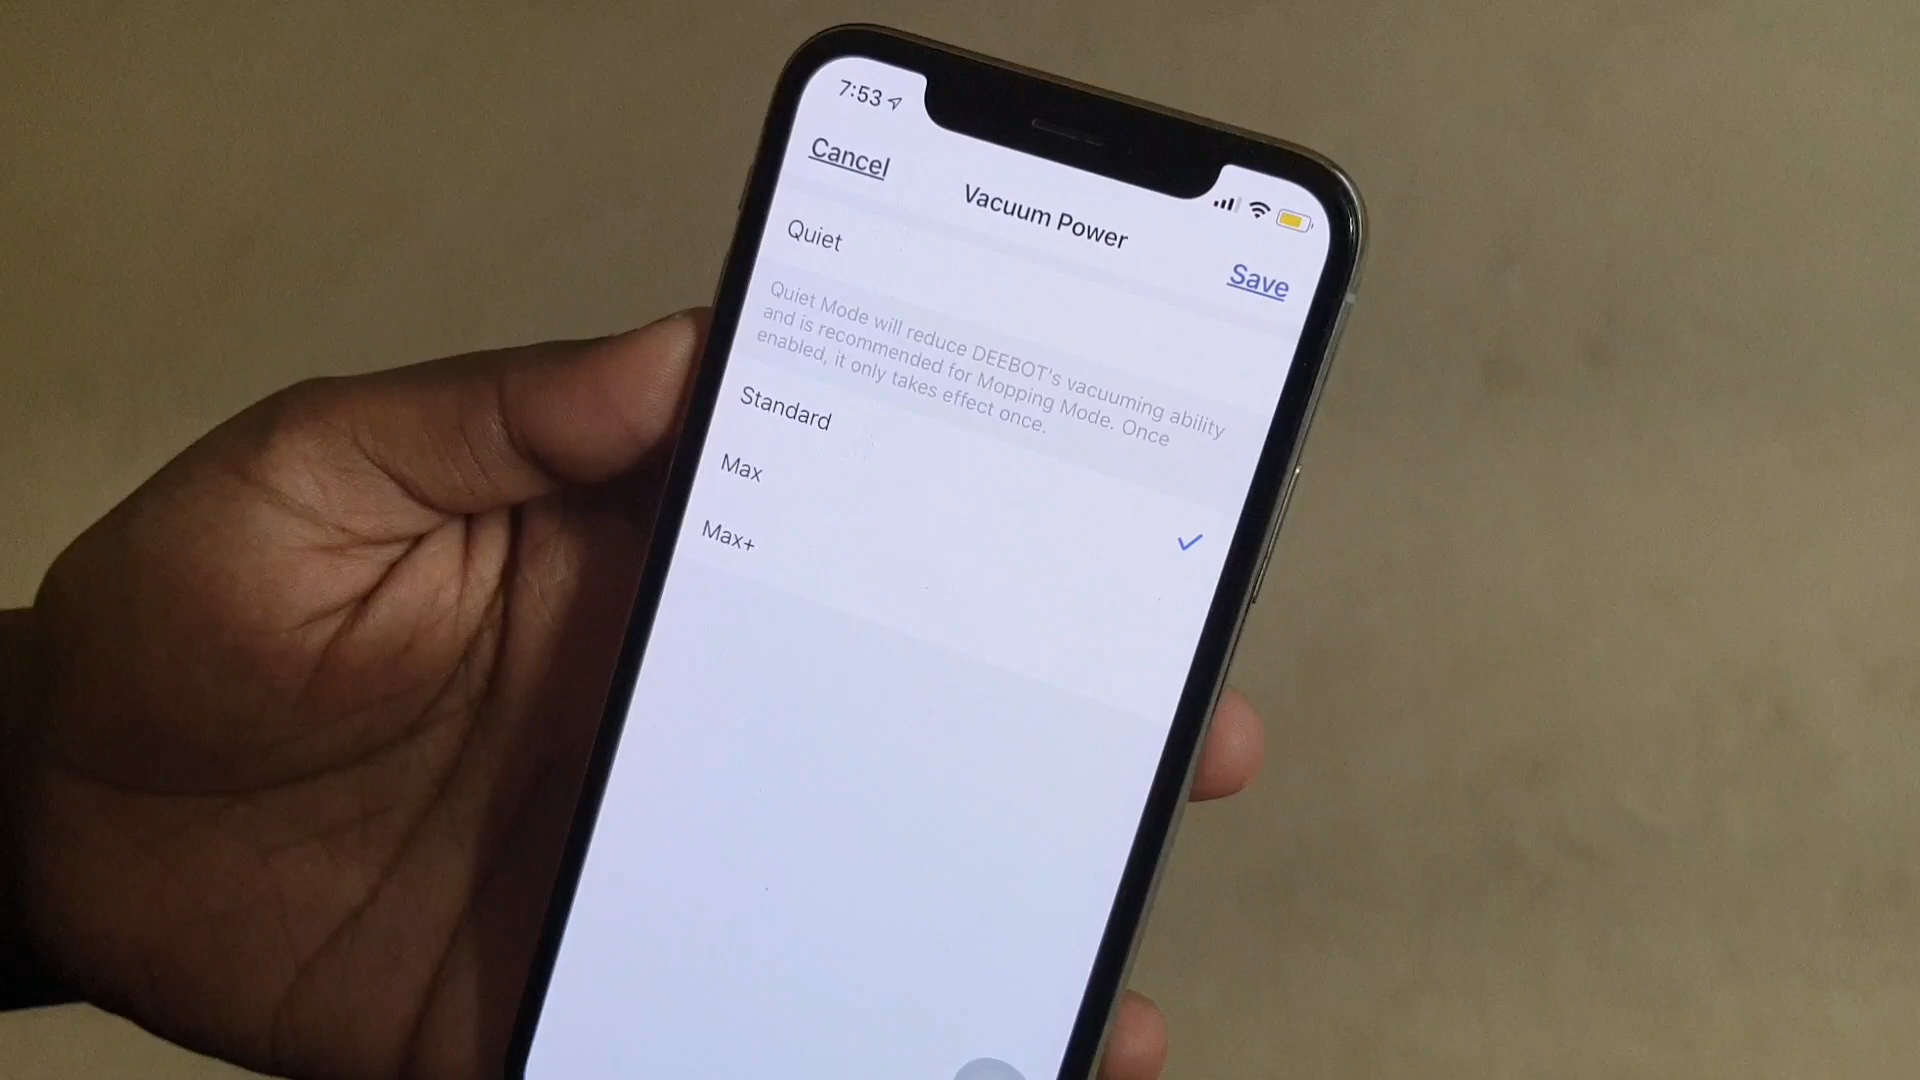 7:53
Cancel
Vacuum Power
Save
Quiet
Quiet Mode will reduce DEEBOT's vacuuming ability
and is recommended for Mopping Mode. Once
enabled, it only takes effect once.
Standard
Max
Max+